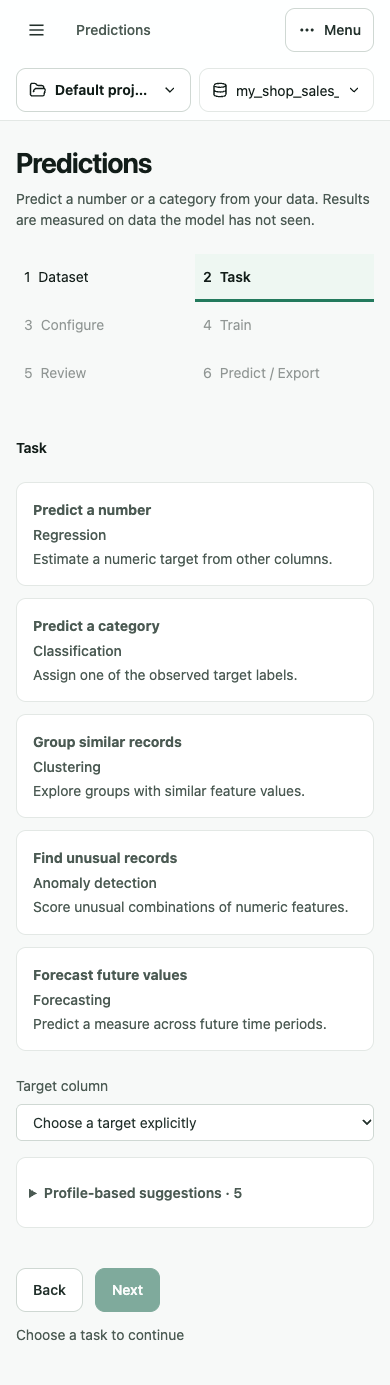 Predictions
Menu
Default proj...
my_shop_sales_
Predictions
Predict a number or a category from your data. Results
are measured on data the model has not seen.
1 Dataset
2 Task
3 Configure
4 Train
5 Review
6 Predict / Export
Task
Predict a number
Regression
Estimate a numeric target from other columns.
Predict a category
Classification
Assign one of the observed target labels.
Group similar records
Clustering
Explore groups with similar feature values.
Find unusual records
Anomaly detection
Score unusual combinations of numeric features.
Forecast future values
Forecasting
Predict a measure across future time periods.
Target column
Choose a target explicitly
Profile-based suggestions · 5
Back
Next
Choose a task to continue